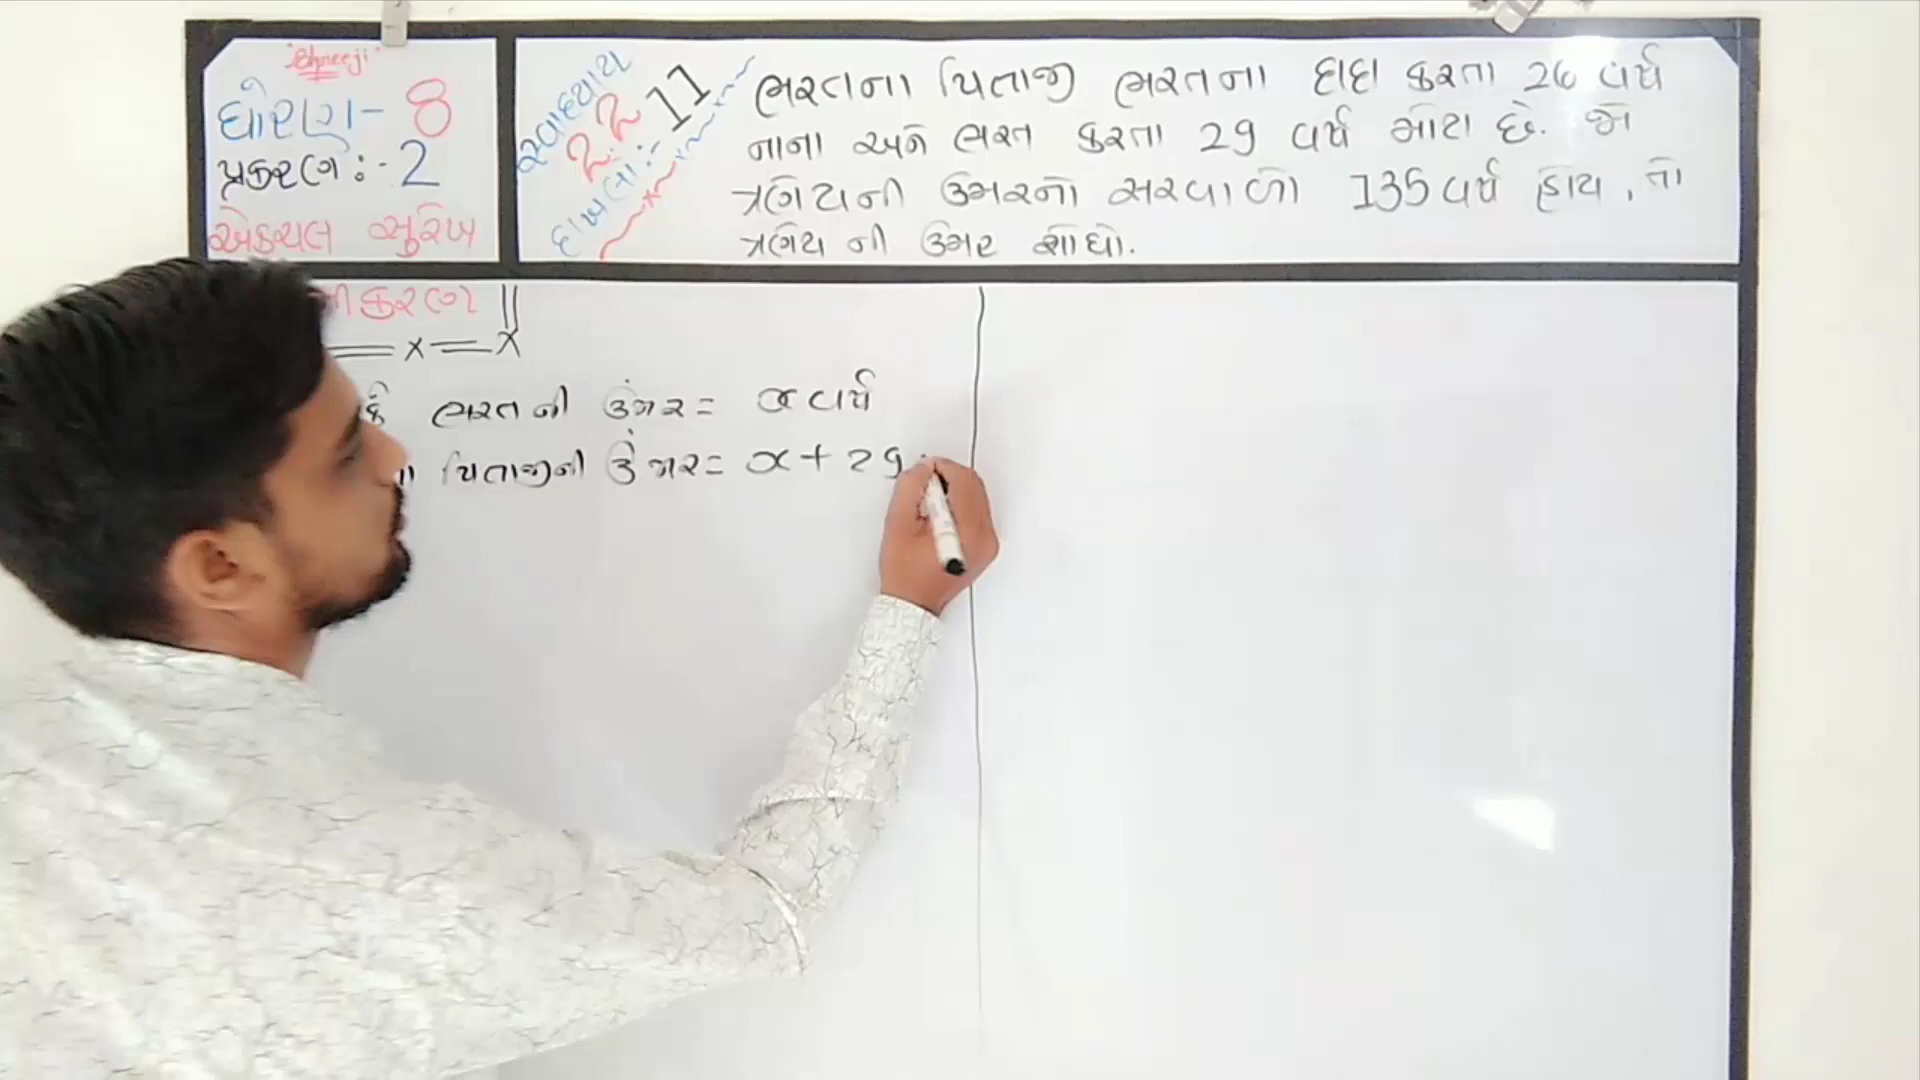 Shreeji
ધોરણ - 8
પ્રકરણ :- 2
એકચલ સુરેખ
સ્વાધ્યાય
2.2
દાખલો :- 11
ભરતના પિતાજી ભરતના દાદા કરતા 26 વર્ષ
નાના અને ભરત કરતા 29 વર્ષ મોટા છે. જો
ત્રણેયની ઉંમરનો સરવાળો 135 વર્ષ હોય, તો
ત્રણેય ની ઉંમર શોધો.
કરણ ||
= x = x
કે ભરત ની ઉંમર = x વર્ષ
પિતાજીની ઉંમર = x + 29